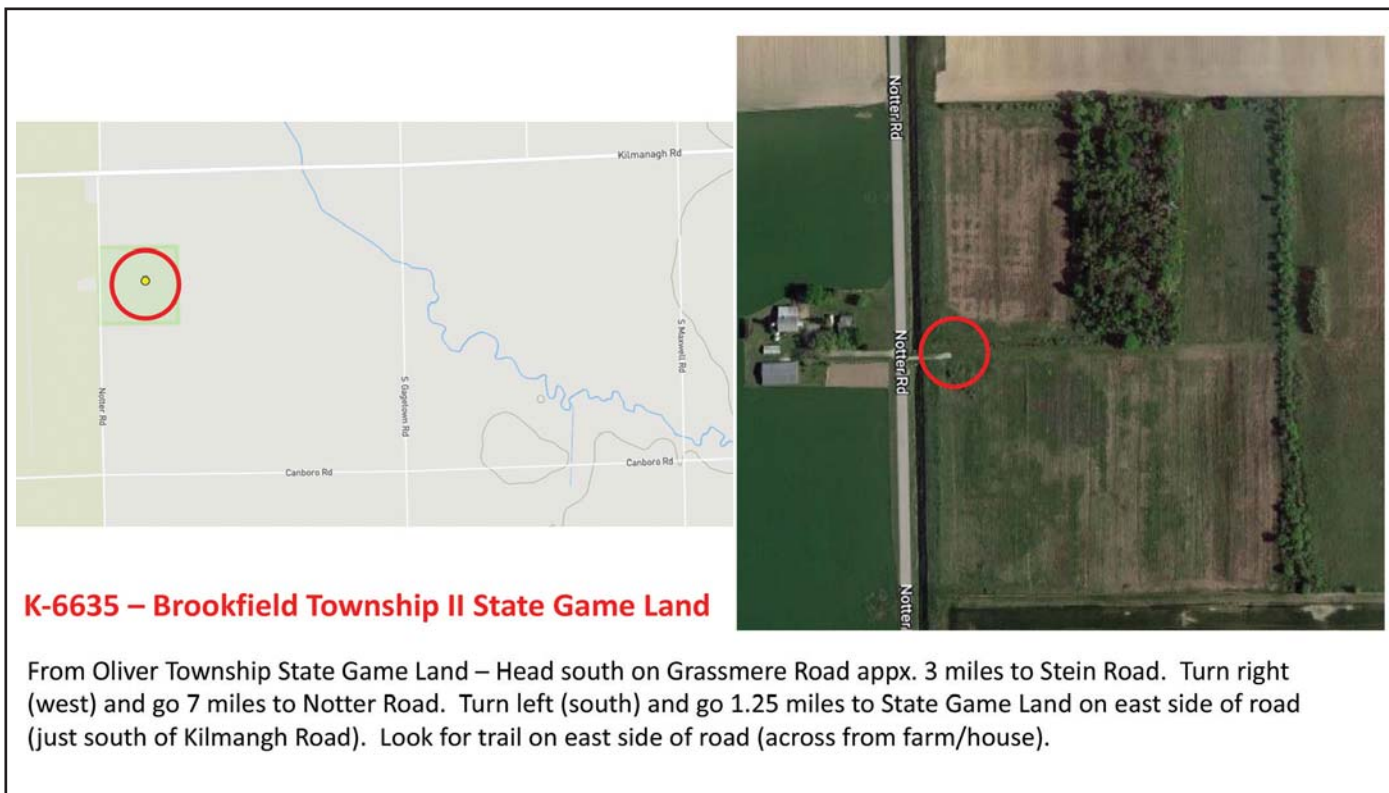 Kilmanagh Rd
Notter Rd
S Gagetown Rd
S Maxwell Rd
Canboro Rd
Canboro Rd
Notter Rd
Notter Rd
Notter
K-6635 – Brookfield Township II State Game Land
From Oliver Township State Game Land – Head south on Grassmere Road appx. 3 miles to Stein Road. Turn right
(west) and go 7 miles to Notter Road. Turn left (south) and go 1.25 miles to State Game Land on east side of road
(just south of Kilmangh Road). Look for trail on east side of road (across from farm/house).